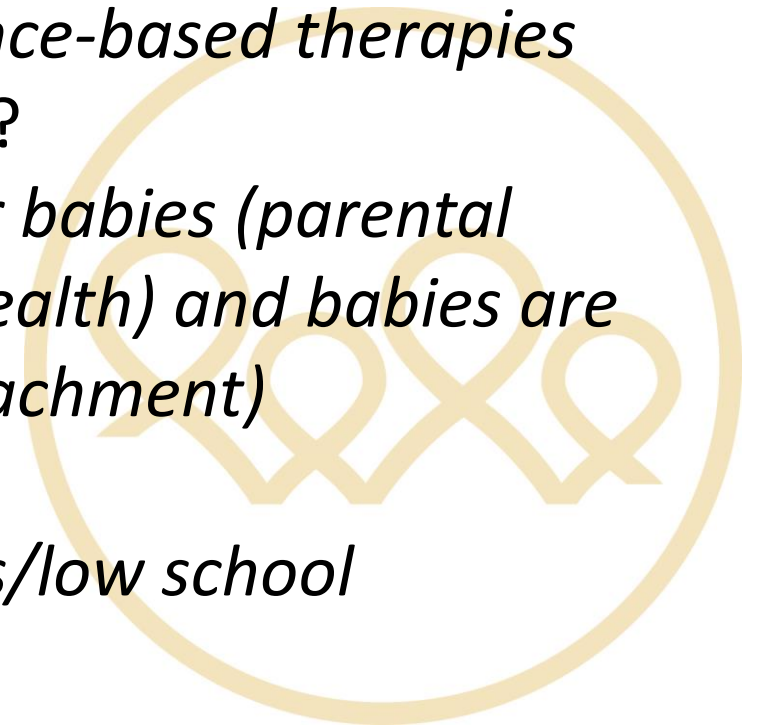 nce-based therapies
?
r babies (parental
ealth) and babies are
achment)
s/low school